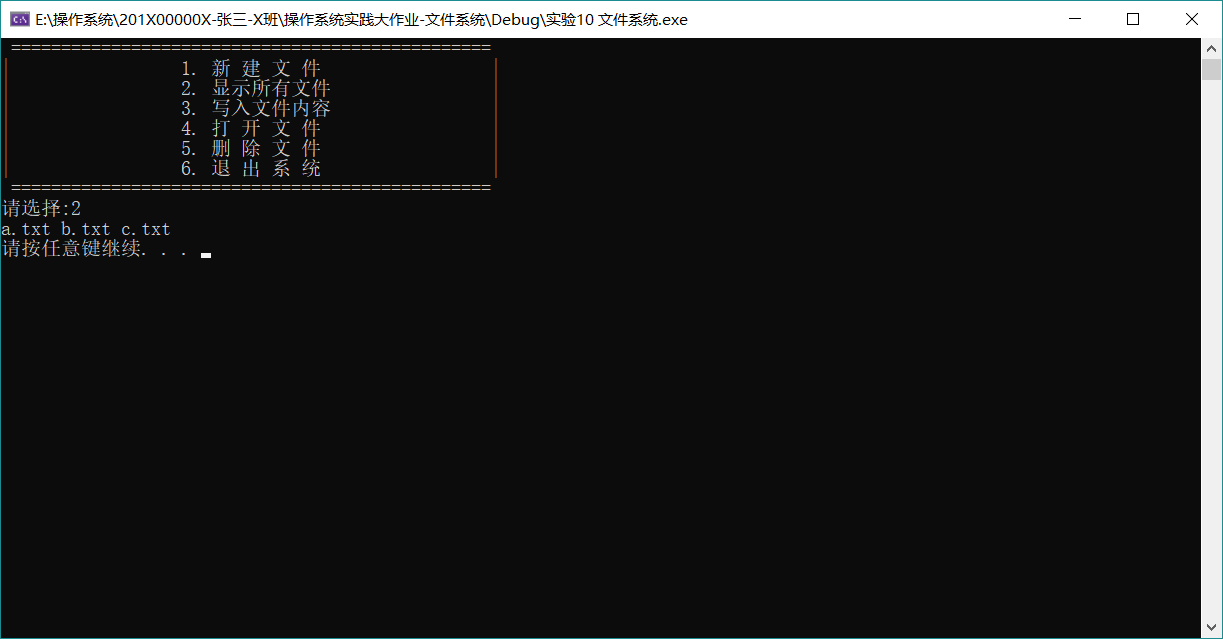 E:\操作系统\201X00000X-张三-X班\操作系统实践大作业-文件系统\Debug\实验10 文件系统.exe
================================================
1. 新 建 文 件
2. 显示所有文件
3. 写入文件内容
4. 打 开 文 件
5. 删 除 文 件
6. 退 出 系 统
================================================
请选择:2
a.txt b.txt c.txt
请按任意键继续. . .